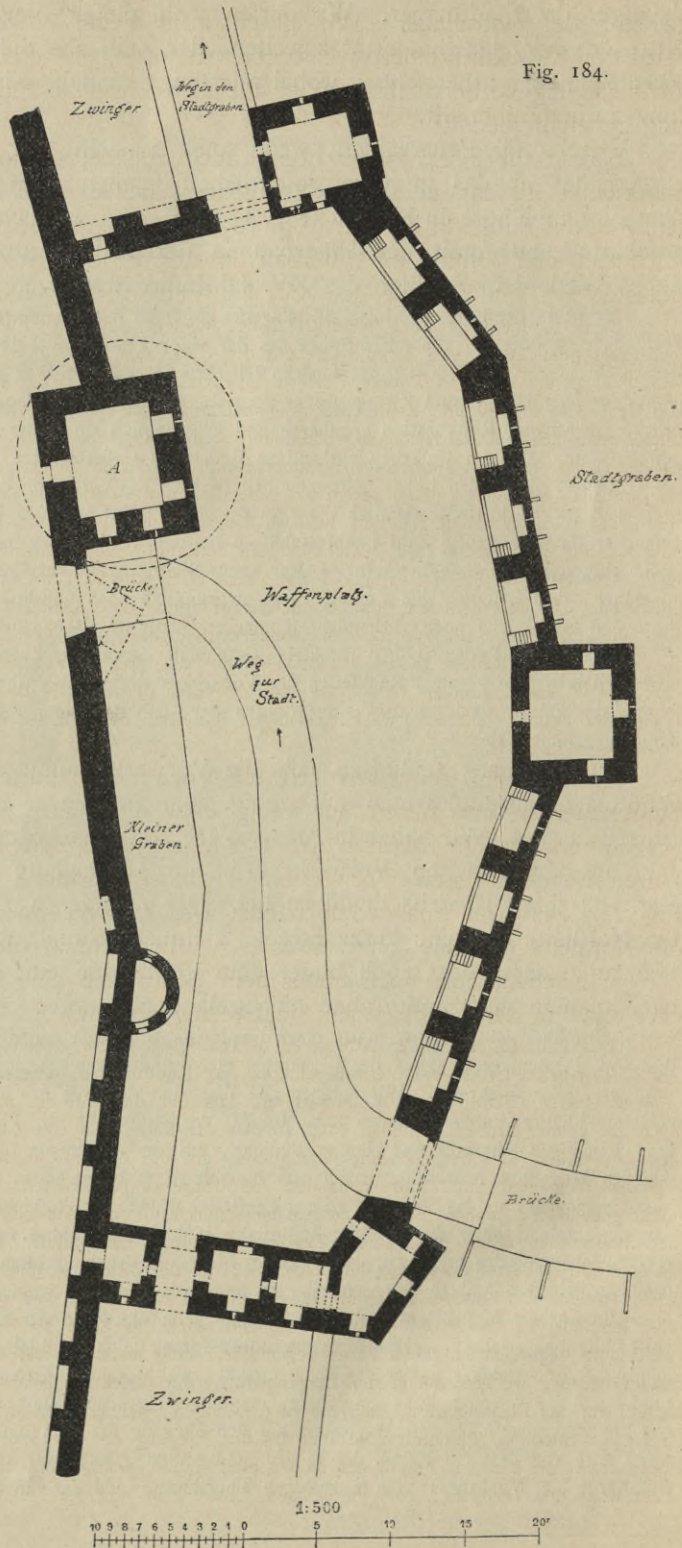 Fig. 184.
Zwinger.
Weg in den
Stadtgraben
A
Stadtgraben.
Brücke.
Waffenplatz.
Weg
zur
Stadt.
Kleiner
Graben.
Brücke.
Zwinger.
1:500
10 9 8 7 6 5 4 3 2 1 0 5 10 15 20